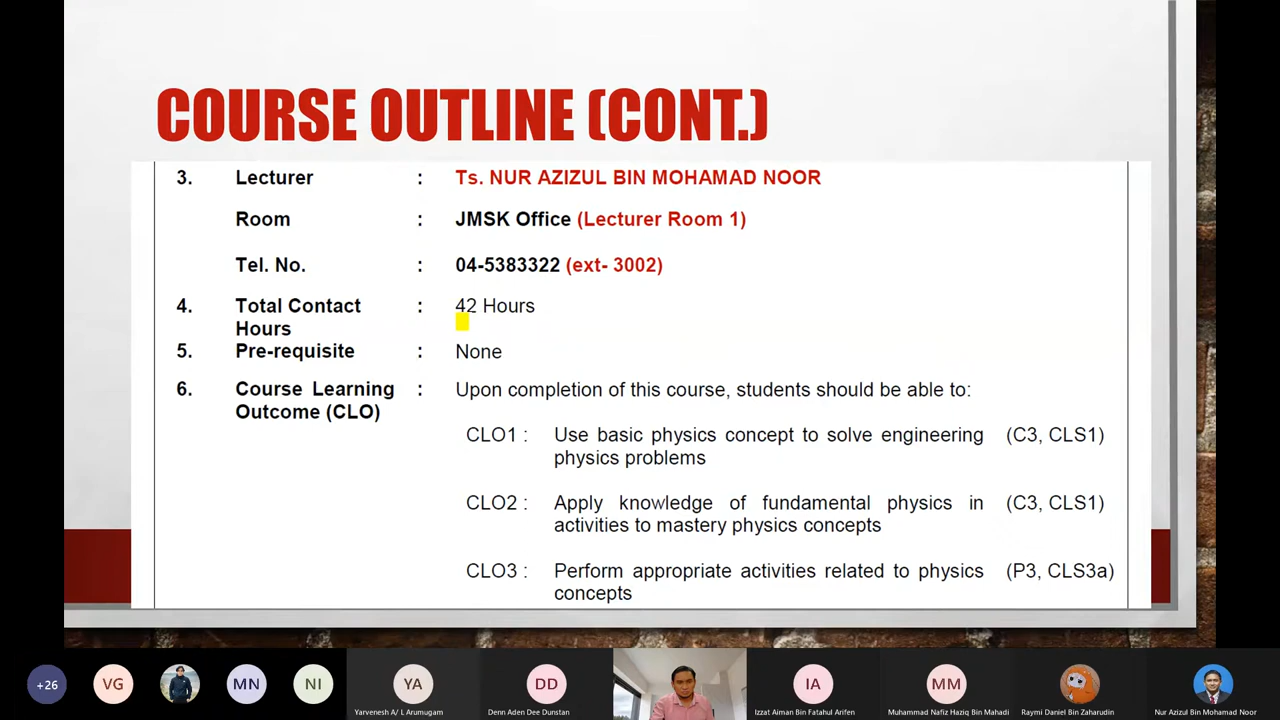 COURSE OUTLINE (CONT.)
3. Lecturer : Ts. NUR AZIZUL BIN MOHAMAD NOOR
Room : JMSK Office (Lecturer Room 1)
Tel. No. : 04-5383322 (ext- 3002)
4. Total Contact : 42 Hours
Hours
5. Pre-requisite : None
6. Course Learning : Upon completion of this course, students should be able to:
Outcome (CLO)
CLO1 : Use basic physics concept to solve engineering (C3, CLS1)
physics problems
CLO2 : Apply knowledge of fundamental physics in (C3, CLS1)
activities to mastery physics concepts
CLO3 : Perform appropriate activities related to physics (P3, CLS3a)
concepts
+26 VG MN NI YA DD IA MM
Yarvenesh A/ L Arumugam Denn Aden Dee Dunstan Izzat Aiman Bin Fatahul Arifen Muhammad Nafiz Haziq Bin Mahadi Raymi Daniel Bin Zaharudin Nur Azizul Bin Mohamad Noor